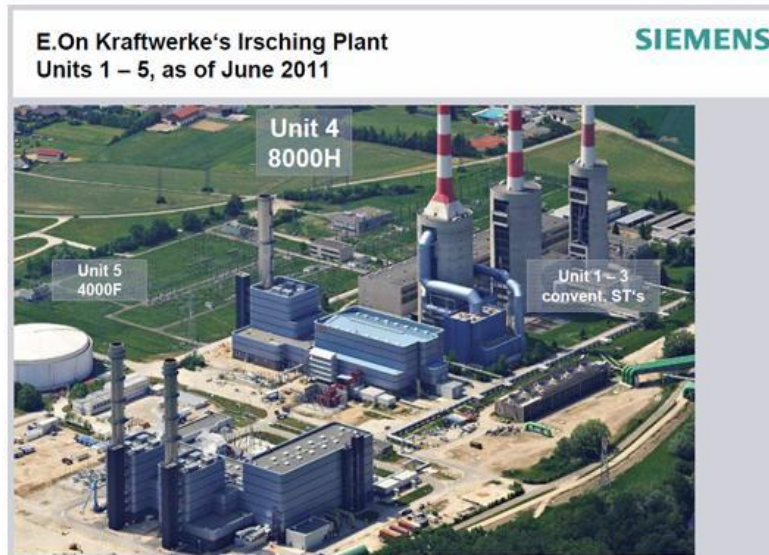 E.On Kraftwerke‘s Irsching Plant
Units 1 – 5, as of June 2011
SIEMENS
Unit 4
8000H
Unit 5
4000F
Unit 1 – 3
convent. ST's